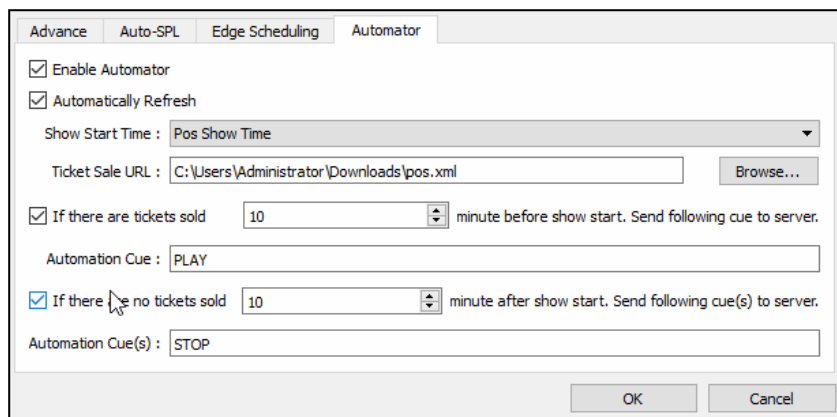 Advance Auto-SPL Edge Scheduling Automator
Enable Automator
Automatically Refresh
Show Start Time : Pos Show Time
Ticket Sale URL : C:\Users\Administrator\Downloads\pos.xml Browse...
If there are tickets sold 10 minute before show start. Send following cue to server.
Automation Cue : PLAY
If there are no tickets sold 10 minute after show start. Send following cue(s) to server.
Automation Cue(s) : STOP
OK Cancel